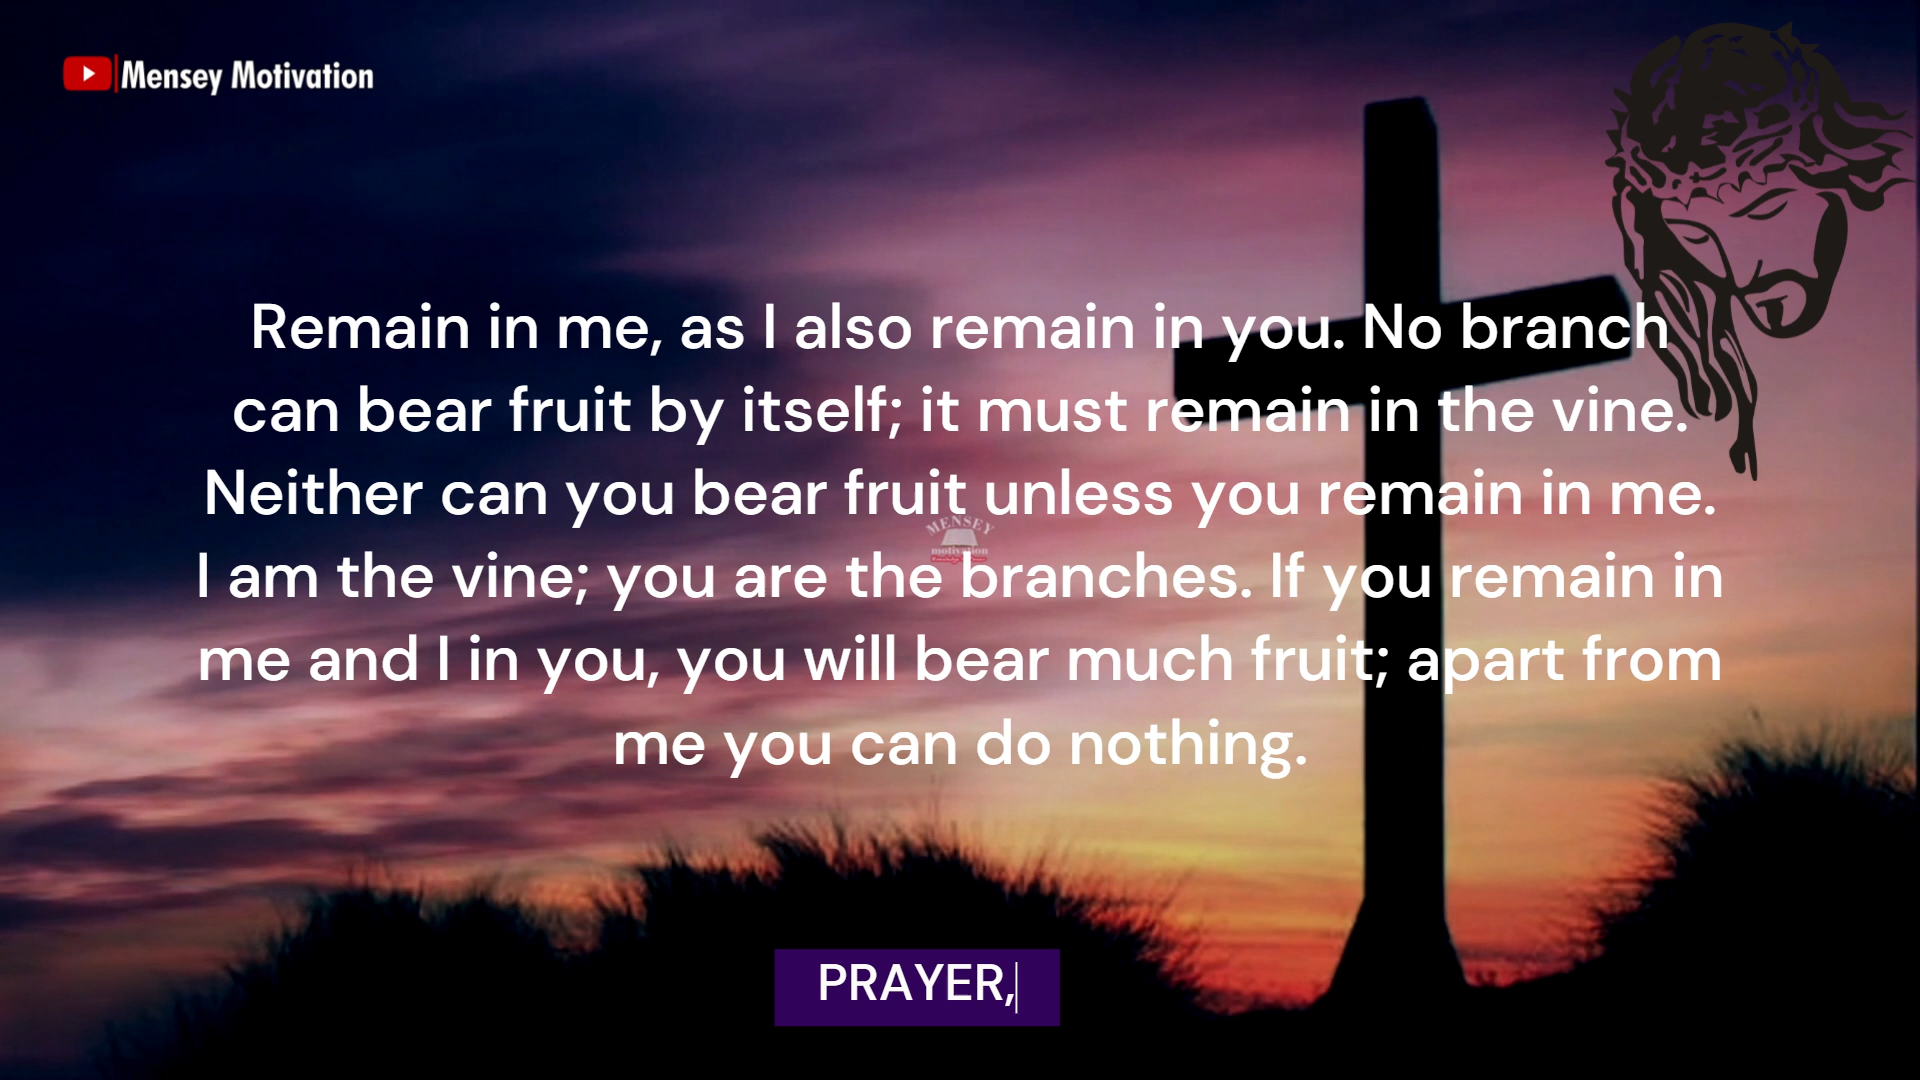 Mensey Motivation
Remain in me, as I also remain in you. No branch
can bear fruit by itself; it must remain in the vine.
Neither can you bear fruit unless you remain in me.
MENSEY
motivation
I am the vine; you are the branches. If you remain in
me and I in you, you will bear much fruit; apart from
me you can do nothing.
PRAYER,